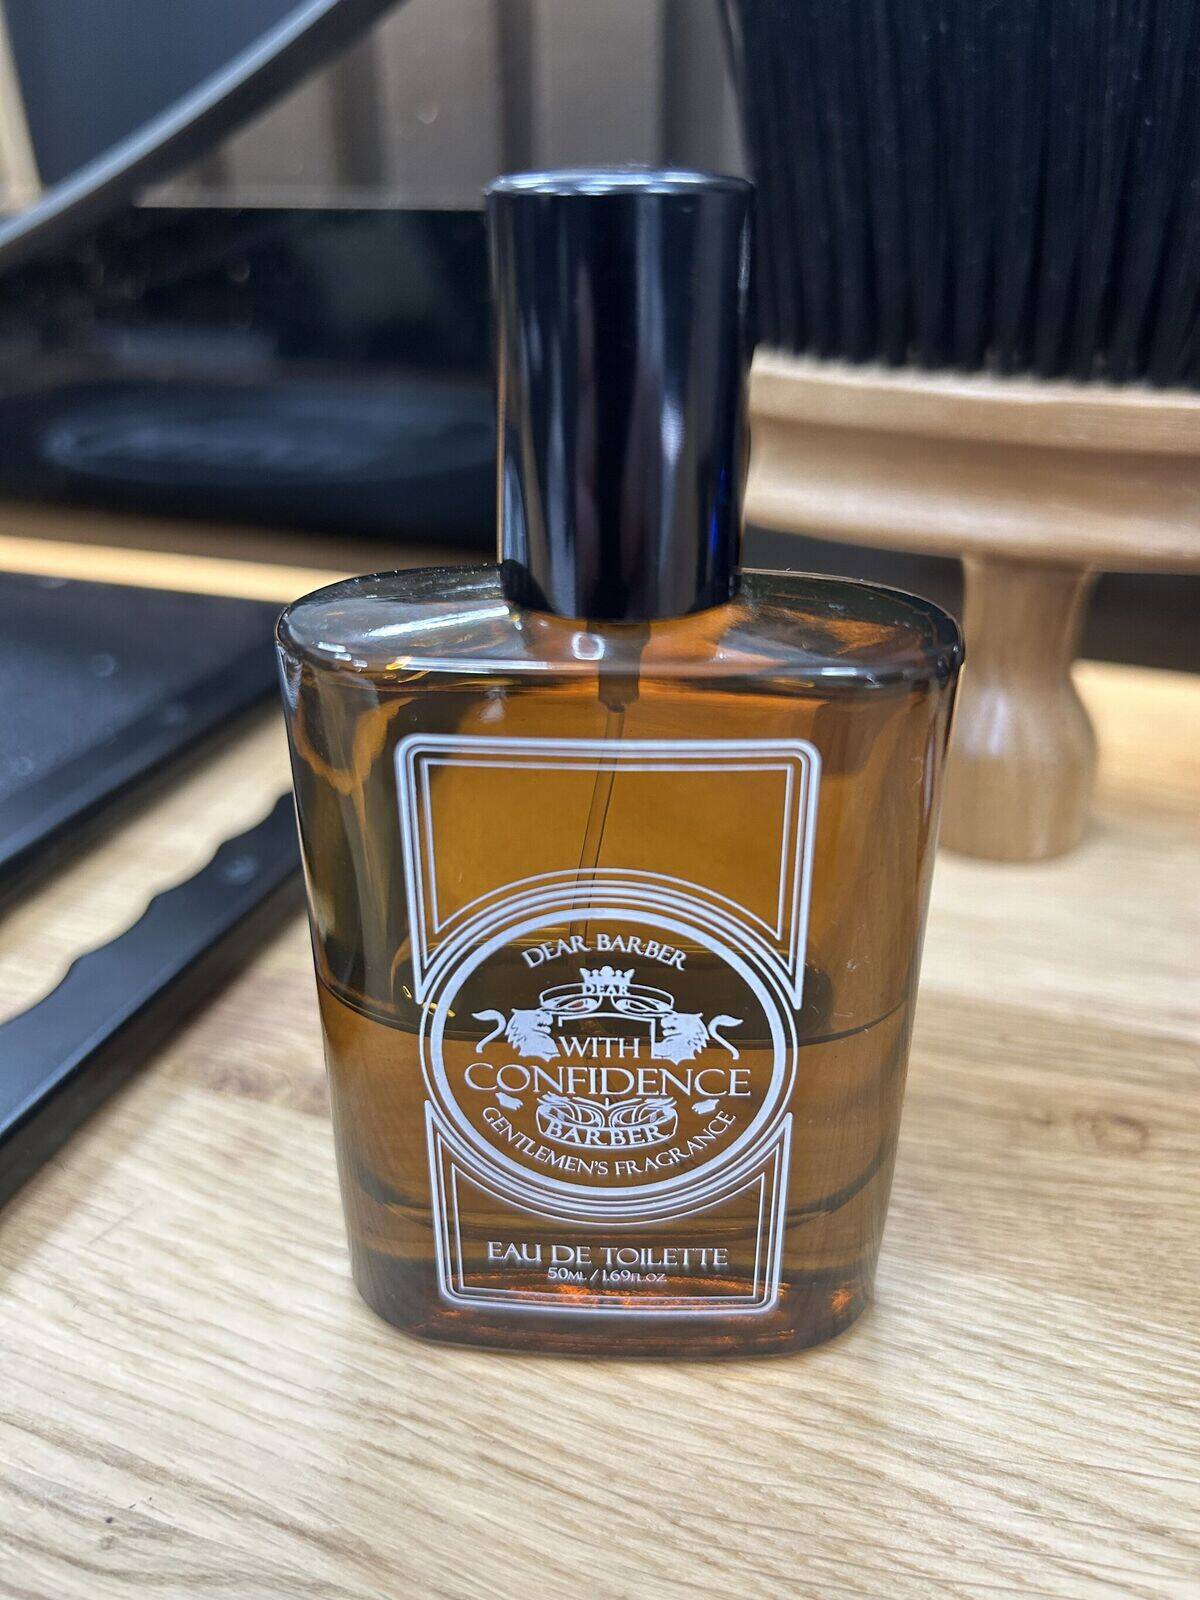 DEAR BARBER
DEAR
WITH
CONFIDENCE
BARBER
GENTLEMEN'S FRAGRANCE
EAU DE TOILETTE
50ML / 1.69FL.OZ